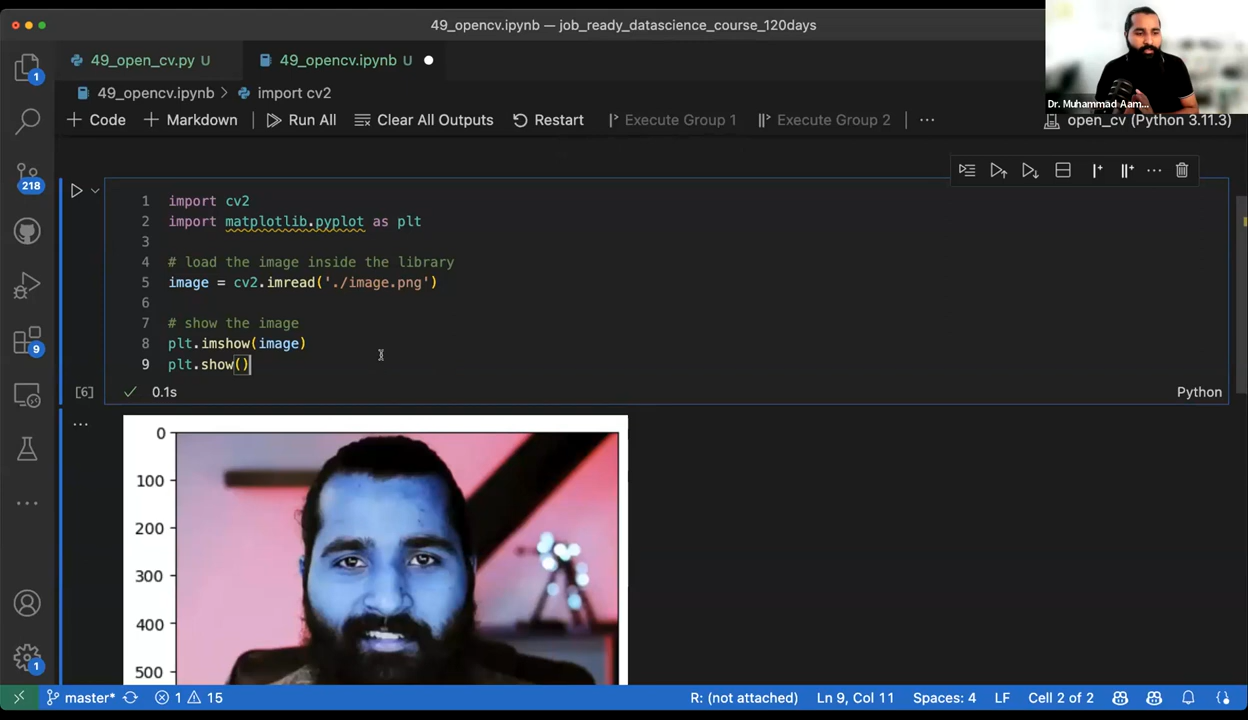 49_opencv.ipynb — job_ready_datascience_course_120days
49_open_cv.py U
49_opencv.ipynb U
49_opencv.ipynb > import cv2
+ Code + Markdown Run All Clear All Outputs Restart Execute Group 1 Execute Group 2 ...
Dr. Muhammad Aam...
open_cv (Python 3.11.3)
1
218
9
1
1 import cv2
2 import matplotlib.pyplot as plt
3
4 # load the image inside the library
5 image = cv2.imread('./image.png')
6
7 # show the image
8 plt.imshow(image)
9 plt.show()
[6] 0.1s Python
0
100
200
300
400
500
master* 1 15 R: (not attached) Ln 9, Col 11 Spaces: 4 LF Cell 2 of 2